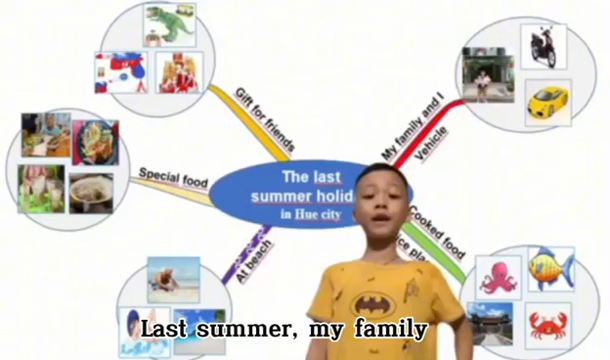 Gift for friends
My family and I
Vehicle
Special food
The last
summer holid
in Hue city
Cooked food
At beach
Last summer, my family